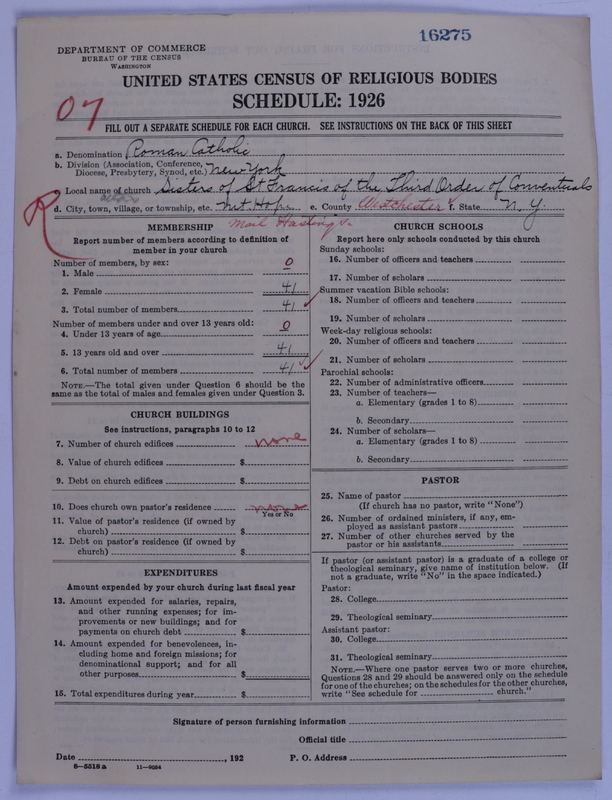 16275
DEPARTMENT OF COMMERCE
BUREAU OF THE CENSUS
WASHINGTON
UNITED STATES CENSUS OF RELIGIOUS BODIES
SCHEDULE: 1926
07
FILL OUT A SEPARATE SCHEDULE FOR EACH CHURCH. SEE INSTRUCTIONS ON THE BACK OF THIS SHEET
a. Denomination Roman Catholic
b. Division (Association, Conference, Diocese, Presbytery, Synod, etc.) New York
c. Local name of church Sisters of St Francis of the Third Order of Conventuals
R
d. City, town, village, or township, etc. Mt Hope e. County Westchester f. State N. Y.
Mail Hastings
MEMBERSHIP
Report number of members according to definition of
member in your church
Number of members, by sex:
1. Male 0
2. Female 41
3. Total number of members 41
Number of members under and over 13 years old:
4. Under 13 years of age 0
5. 13 years old and over 41
6. Total number of members 41
NOTE.—The total given under Question 6 should be the
same as the total of males and females given under Question 3.
CHURCH BUILDINGS
See instructions, paragraphs 10 to 12
7. Number of church edifices none
8. Value of church edifices $
9. Debt on church edifices $
10. Does church own pastor's residence none
Yes or No
11. Value of pastor's residence (if owned by
church) $
12. Debt on pastor's residence (if owned by
church) $
EXPENDITURES
Amount expended by your church during last fiscal year
13. Amount expended for salaries, repairs,
and other running expenses; for im-
provements or new buildings; and for
payments on church debt $
14. Amount expended for benevolences, in-
cluding home and foreign missions; for
denominational support; and for all
other purposes $
15. Total expenditures during year $
CHURCH SCHOOLS
Report here only schools conducted by this church
Sunday schools:
16. Number of officers and teachers
17. Number of scholars
Summer vacation Bible schools:
18. Number of officers and teachers
19. Number of scholars
Week-day religious schools:
20. Number of officers and teachers
21. Number of scholars
Parochial schools:
22. Number of administrative officers
23. Number of teachers—
a. Elementary (grades 1 to 8)
b. Secondary
24. Number of scholars—
a. Elementary (grades 1 to 8)
b. Secondary
PASTOR
25. Name of pastor
(If church has no pastor, write "None")
26. Number of ordained ministers, if any, em-
ployed as assistant pastors
27. Number of other churches served by the
pastor or his assistants
If pastor (or assistant pastor) is a graduate of a college or
theological seminary, give name of institution below. (If
not a graduate, write "No" in the space indicated.)
Pastor:
28. College
29. Theological seminary
Assistant pastor:
30. College
31. Theological seminary
NOTE.—Where one pastor serves two or more churches,
Questions 28 and 29 should be answered only on the schedule
for one of the churches; on the schedules for the other churches,
write "See schedule for church."
Signature of person furnishing information
Official title
Date , 192 P. O. Address
8—5518 a 11—9034